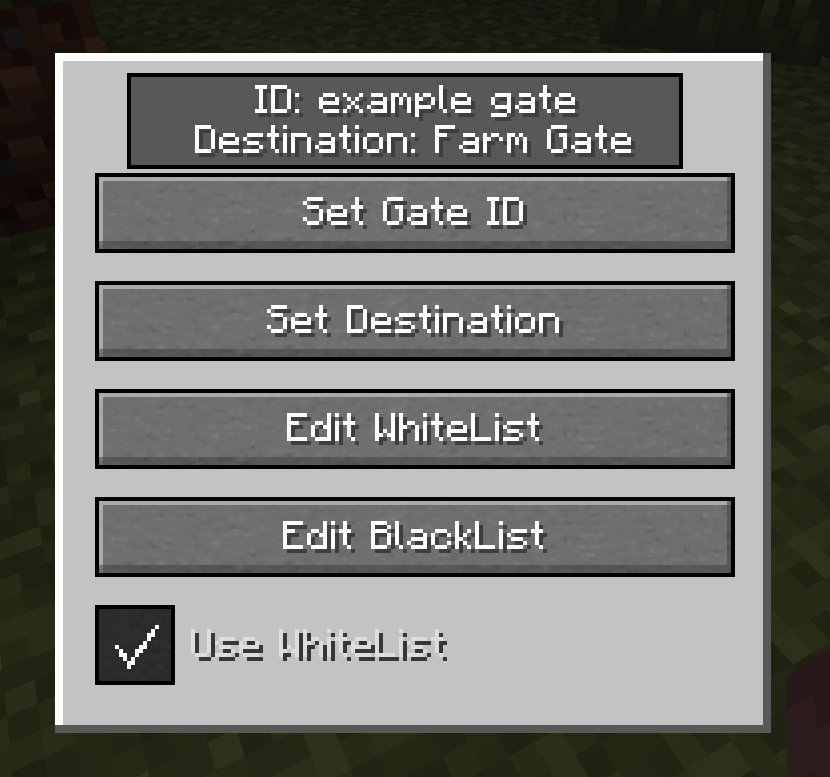 ID: example gate
Destination: Farm Gate
Set Gate ID
Set Destination
Edit WhiteList
Edit BlackList
Use WhiteList